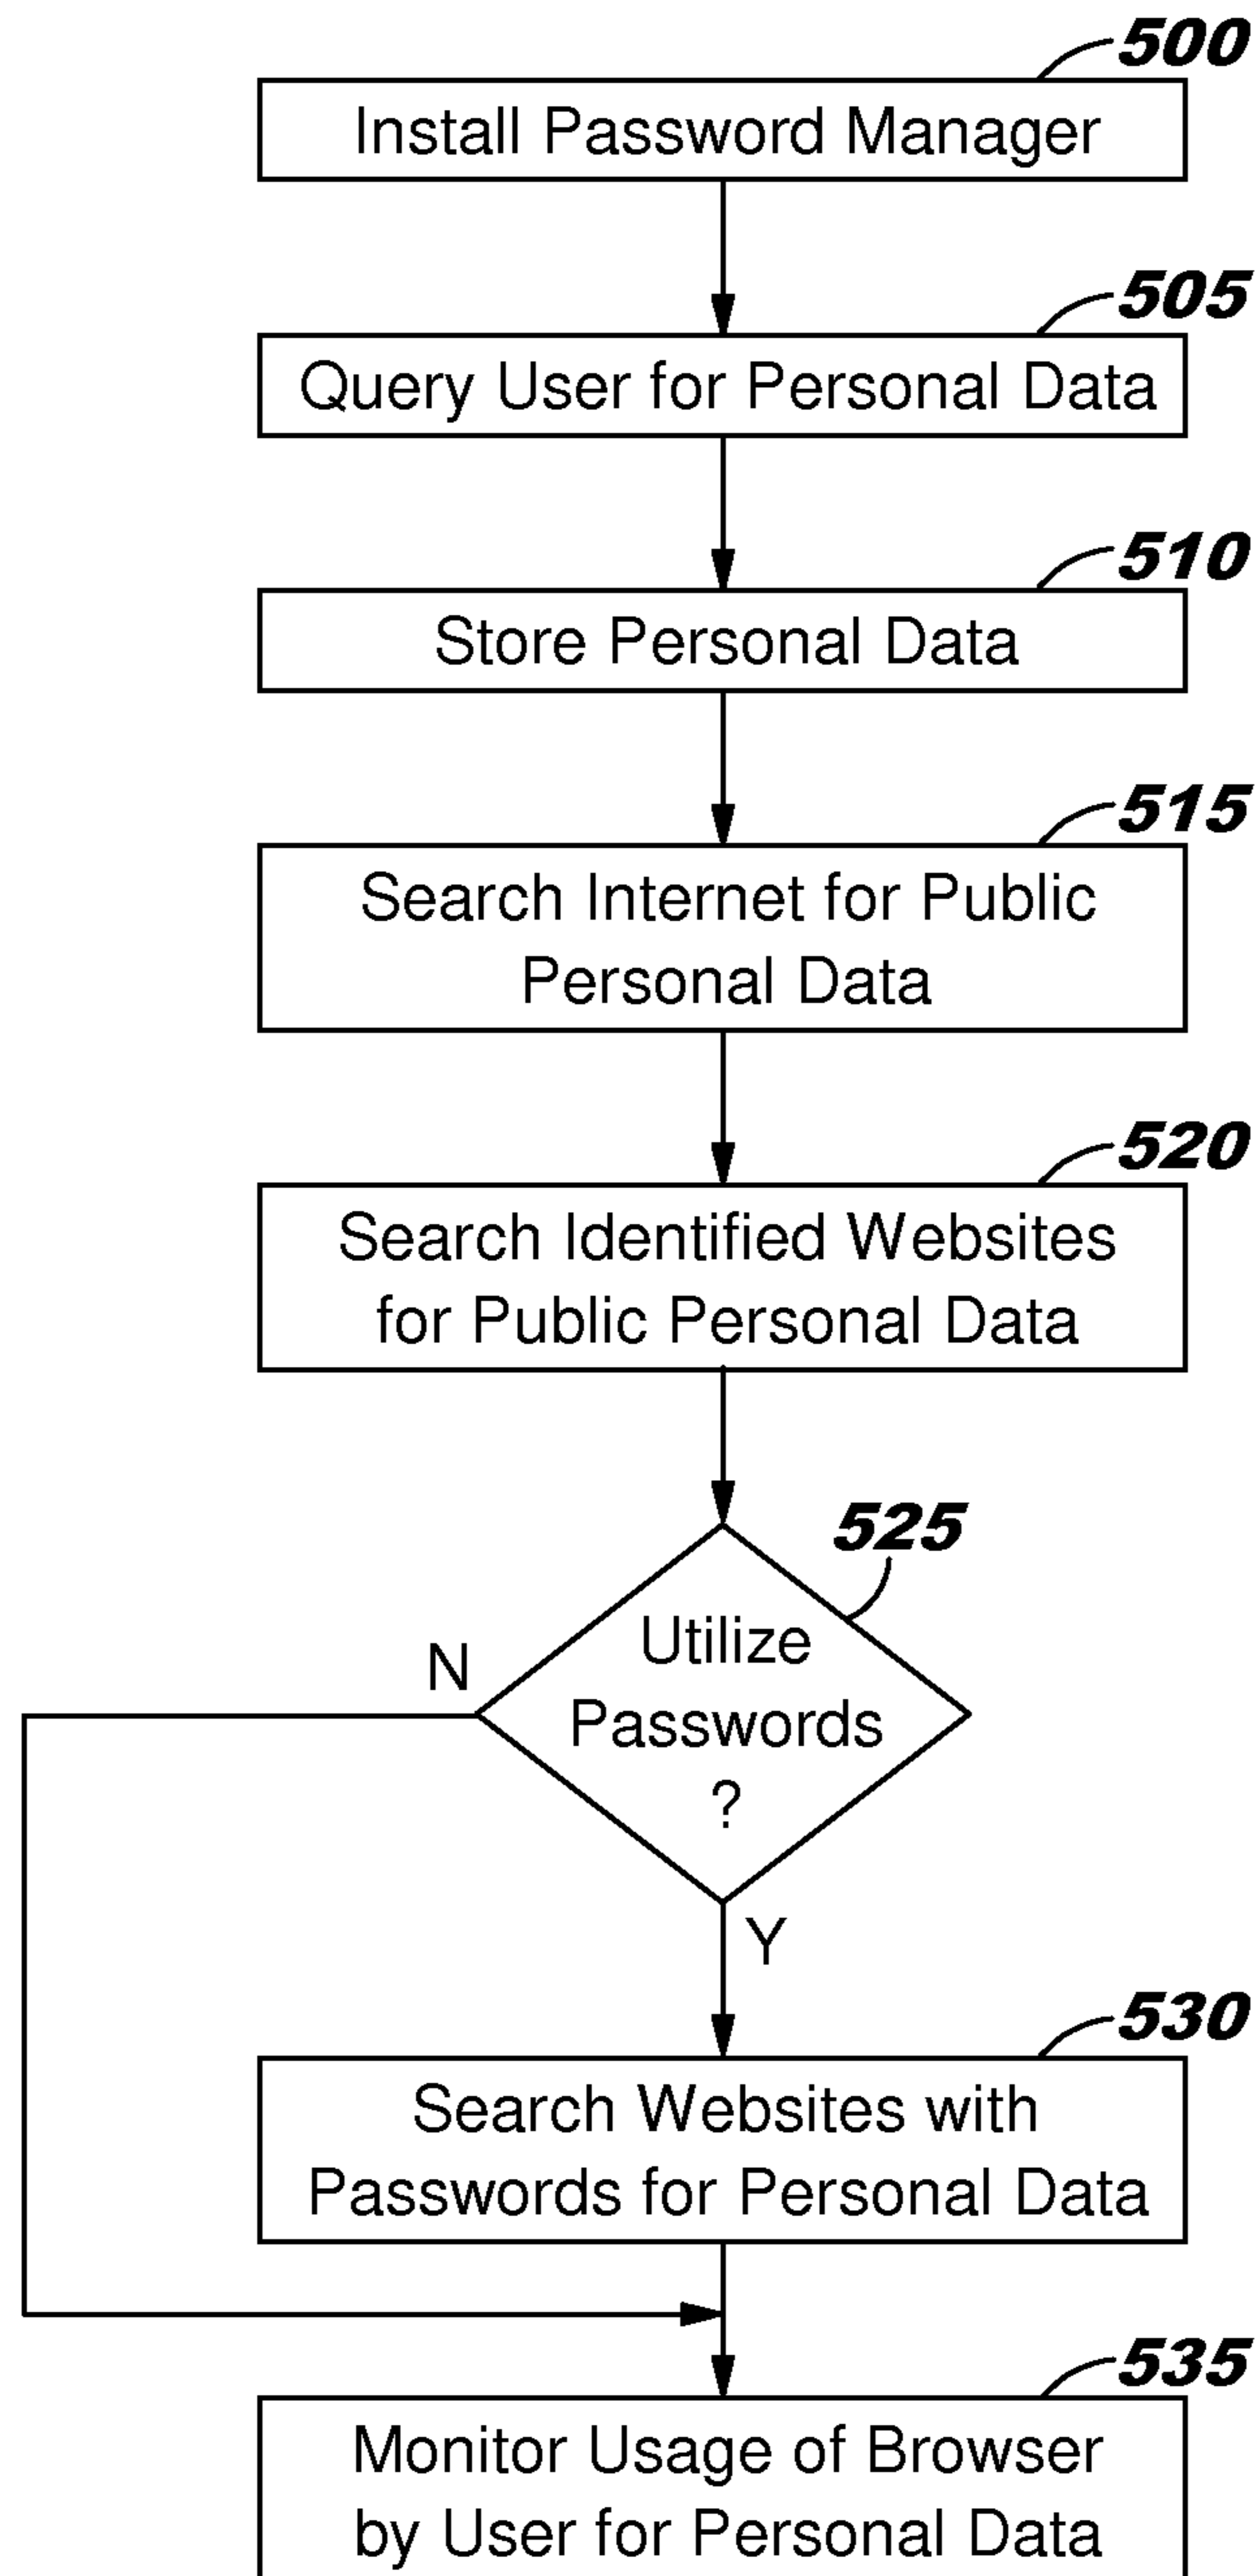 500
Install Password Manager
505
Query User for Personal Data
510
Store Personal Data
515
Search Internet for Public
Personal Data
520
Search Identified Websites
for Public Personal Data
525
Utilize
Passwords
?
N
Y
530
Search Websites with
Passwords for Personal Data
535
Monitor Usage of Browser
by User for Personal Data